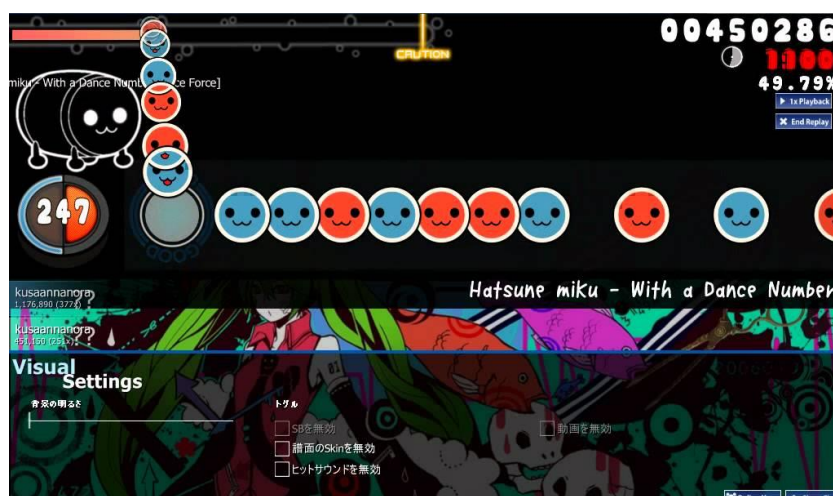 00450286
CAUTION
1300
49.79%
miku - With a Dance Numb ce Force]
1x Playback
End Replay
247
GOOD
Hatsune miku - With a Dance Number
kusaannanora
1,176,890 (377x)
kusaannanora
451,150 (251x)
Visual
Settings
背景の明るさ
トグル
SBを無効
動画を無効
譜面のSkinを無効
ヒットサウンドを無効